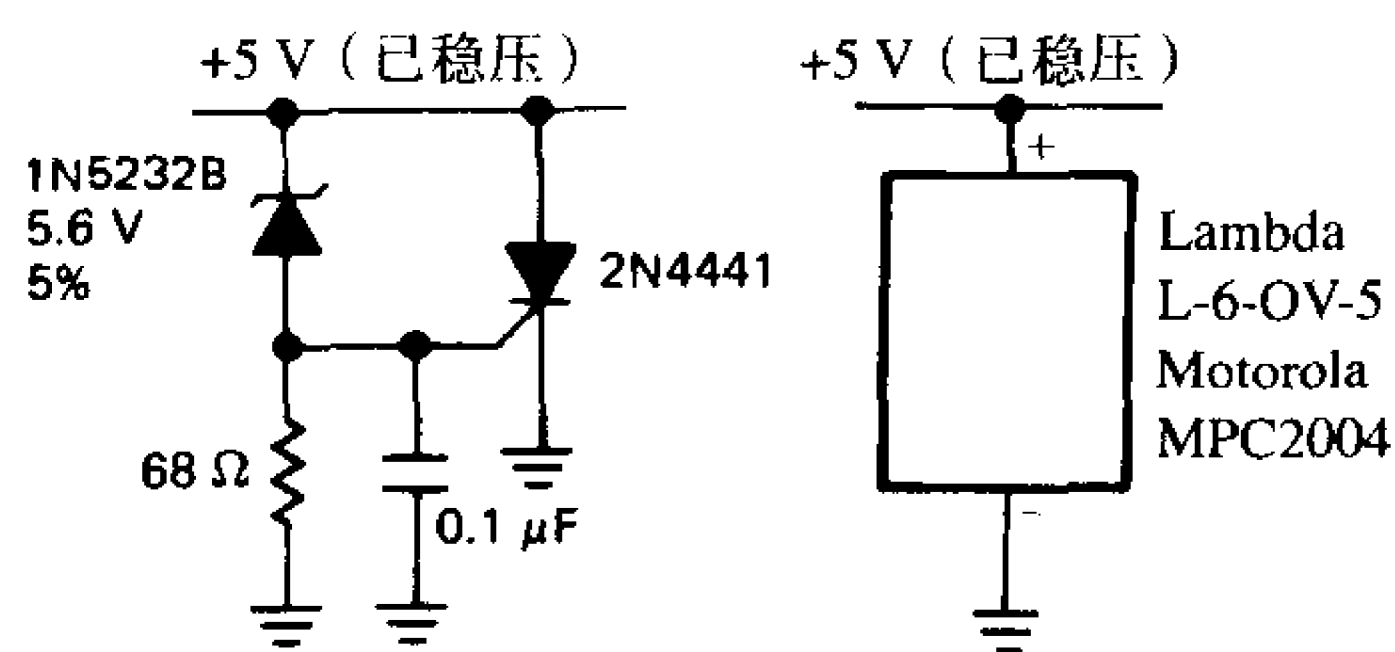 +5 V（已稳压）
1N5232B
5.6 V
5%
2N4441
68 Ω
0.1 μF
+5 V（已稳压）
+
Lambda
L-6-OV-5
Motorola
MPC2004
-